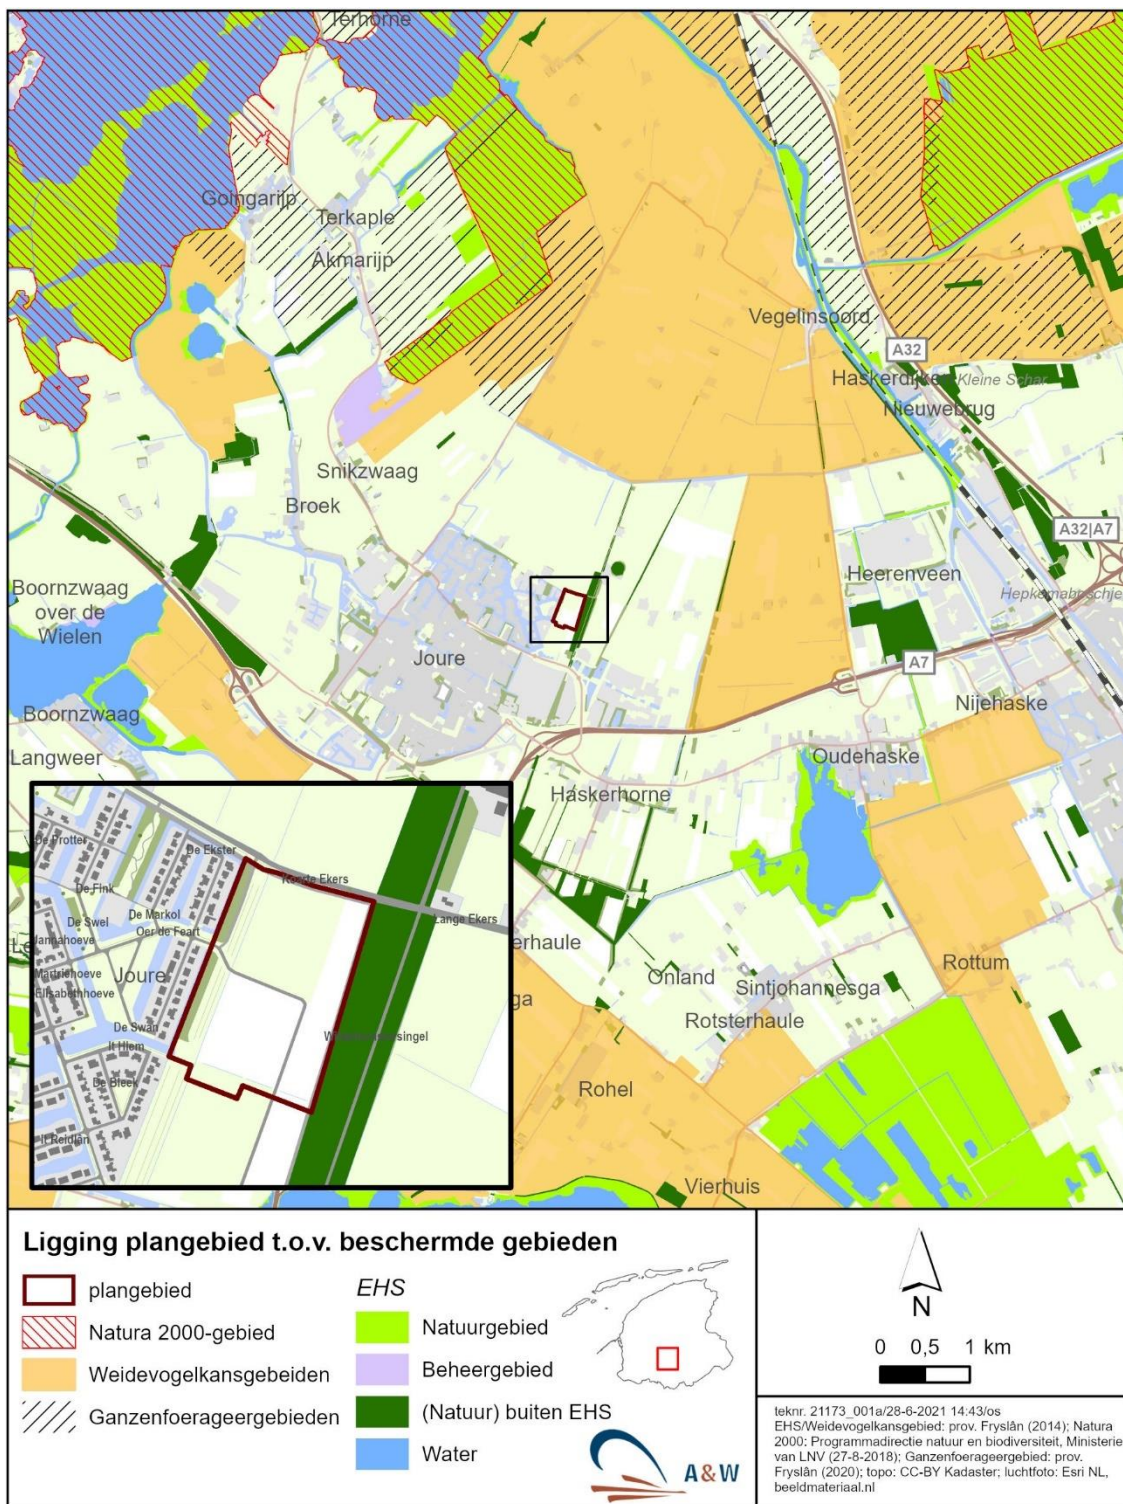 Terhorne
Goingarijp
Terkaple
Akmarijp
Vegelinsoord
A32
Haskerdijken
Kleine Schar
Nieuwebrug
Snikzwaag
Broek
A32|A7
Boornzwaag
over de
Wielen
Heerenveen
Joure
A7
Nijehaske
Boornzwaag
Langweer
Oudehaske
Haskerhorne
De Protter
De Ekster
Koarte Ekers
De Fink
De Markol
Lange Ekers
De Swel
Oer de Feart
Jannahoeve
Joure
Martriehoeve
Elisabethhoeve
De Swan
It Hiem
De Bleek
It Reidlân
erhaule
Onland
Sintjohannesga
Rottum
ga
Rotsterhaule
Rohel
Vierhuis
Ligging plangebied t.o.v. beschermde gebieden
plangebied
Natura 2000-gebied
Weidevogelkansgebeiden
Ganzenfoerageergebieden
EHS
Natuurgebied
Beheergebied
(Natuur) buiten EHS
Water
A&W
N
0 0,5 1 km
teknr. 21173_001a/28-6-2021 14:43/os
EHS/Weidevogelkansgebied: prov. Fryslân (2014); Natura
2000: Programmadirectie natuur en biodiversiteit, Ministerie
van LNV (27-8-2018); Ganzenfoerageergebied: prov.
Fryslân (2020); topo: CC-BY Kadaster; luchtfoto: Esri NL,
beeldmateriaal.nl